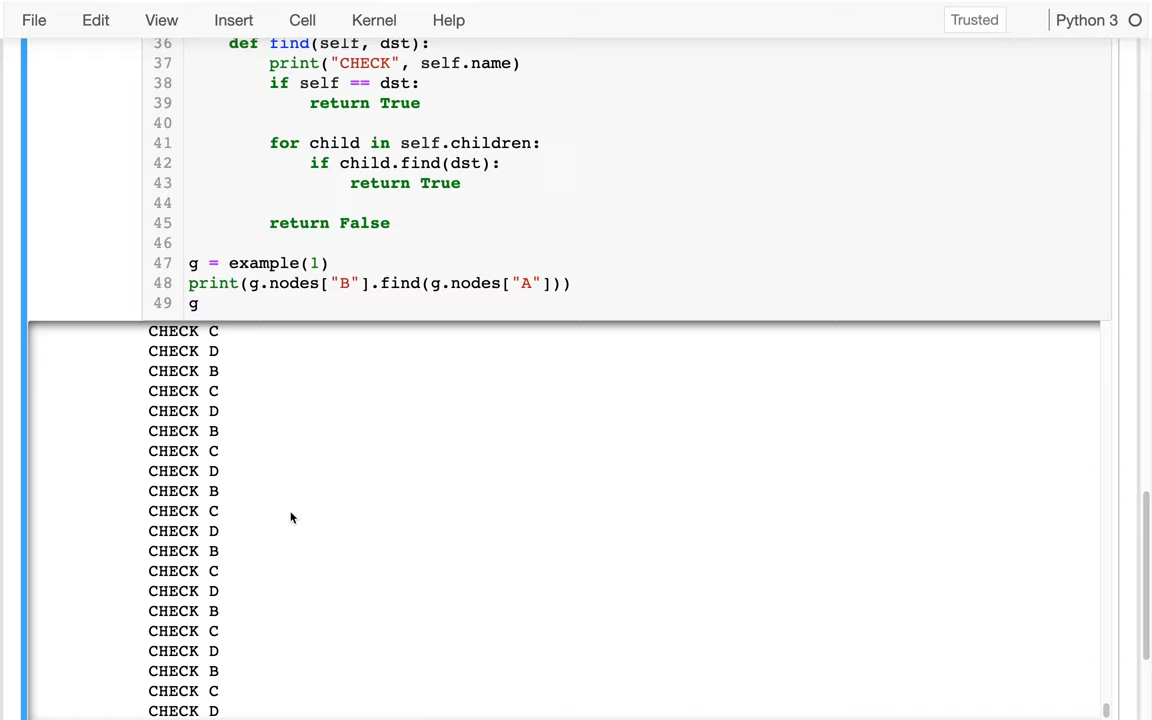 File Edit View Insert Cell Kernel Help Trusted Python 3
36 def find(self, dst):
37 print("CHECK", self.name)
38 if self == dst:
39 return True
40
41 for child in self.children:
42 if child.find(dst):
43 return True
44
45 return False
46
47 g = example(1)
48 print(g.nodes["B"].find(g.nodes["A"]))
49 g
CHECK C
CHECK D
CHECK B
CHECK C
CHECK D
CHECK B
CHECK C
CHECK D
CHECK B
CHECK C
CHECK D
CHECK B
CHECK C
CHECK D
CHECK B
CHECK C
CHECK D
CHECK B
CHECK C
CHECK D